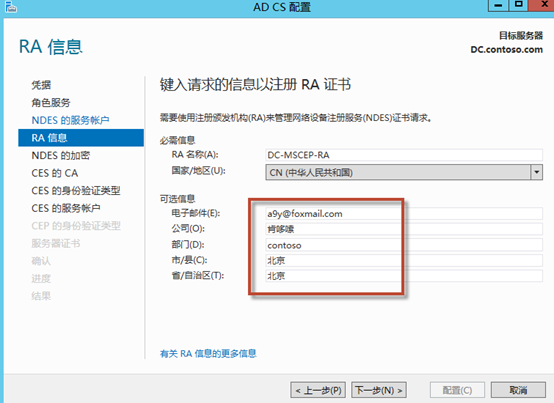 AD CS 配置
RA 信息
目标服务器
DC.contoso.com
凭据
角色服务
NDES 的服务帐户
RA 信息
NDES 的加密
CES 的 CA
CES 的身份验证类型
CES 的服务帐户
CEP 的身份验证类型
服务器证书
确认
进度
结果
键入请求的信息以注册 RA 证书
需要使用注册颁发机构(RA)来管理网络设备注册服务(NDES)证书请求。
必需信息
RA 名称(A): DC-MSCEP-RA
国家/地区(U): CN (中华人民共和国)
可选信息
电子邮件(E): a9y@foxmail.com
公司(O): 肯哆嗦
部门(D): contoso
市/县(C): 北京
省/自治区(T): 北京
有关 RA 信息的更多信息
< 上一步(P) 下一步(N) > 配置(C) 取消